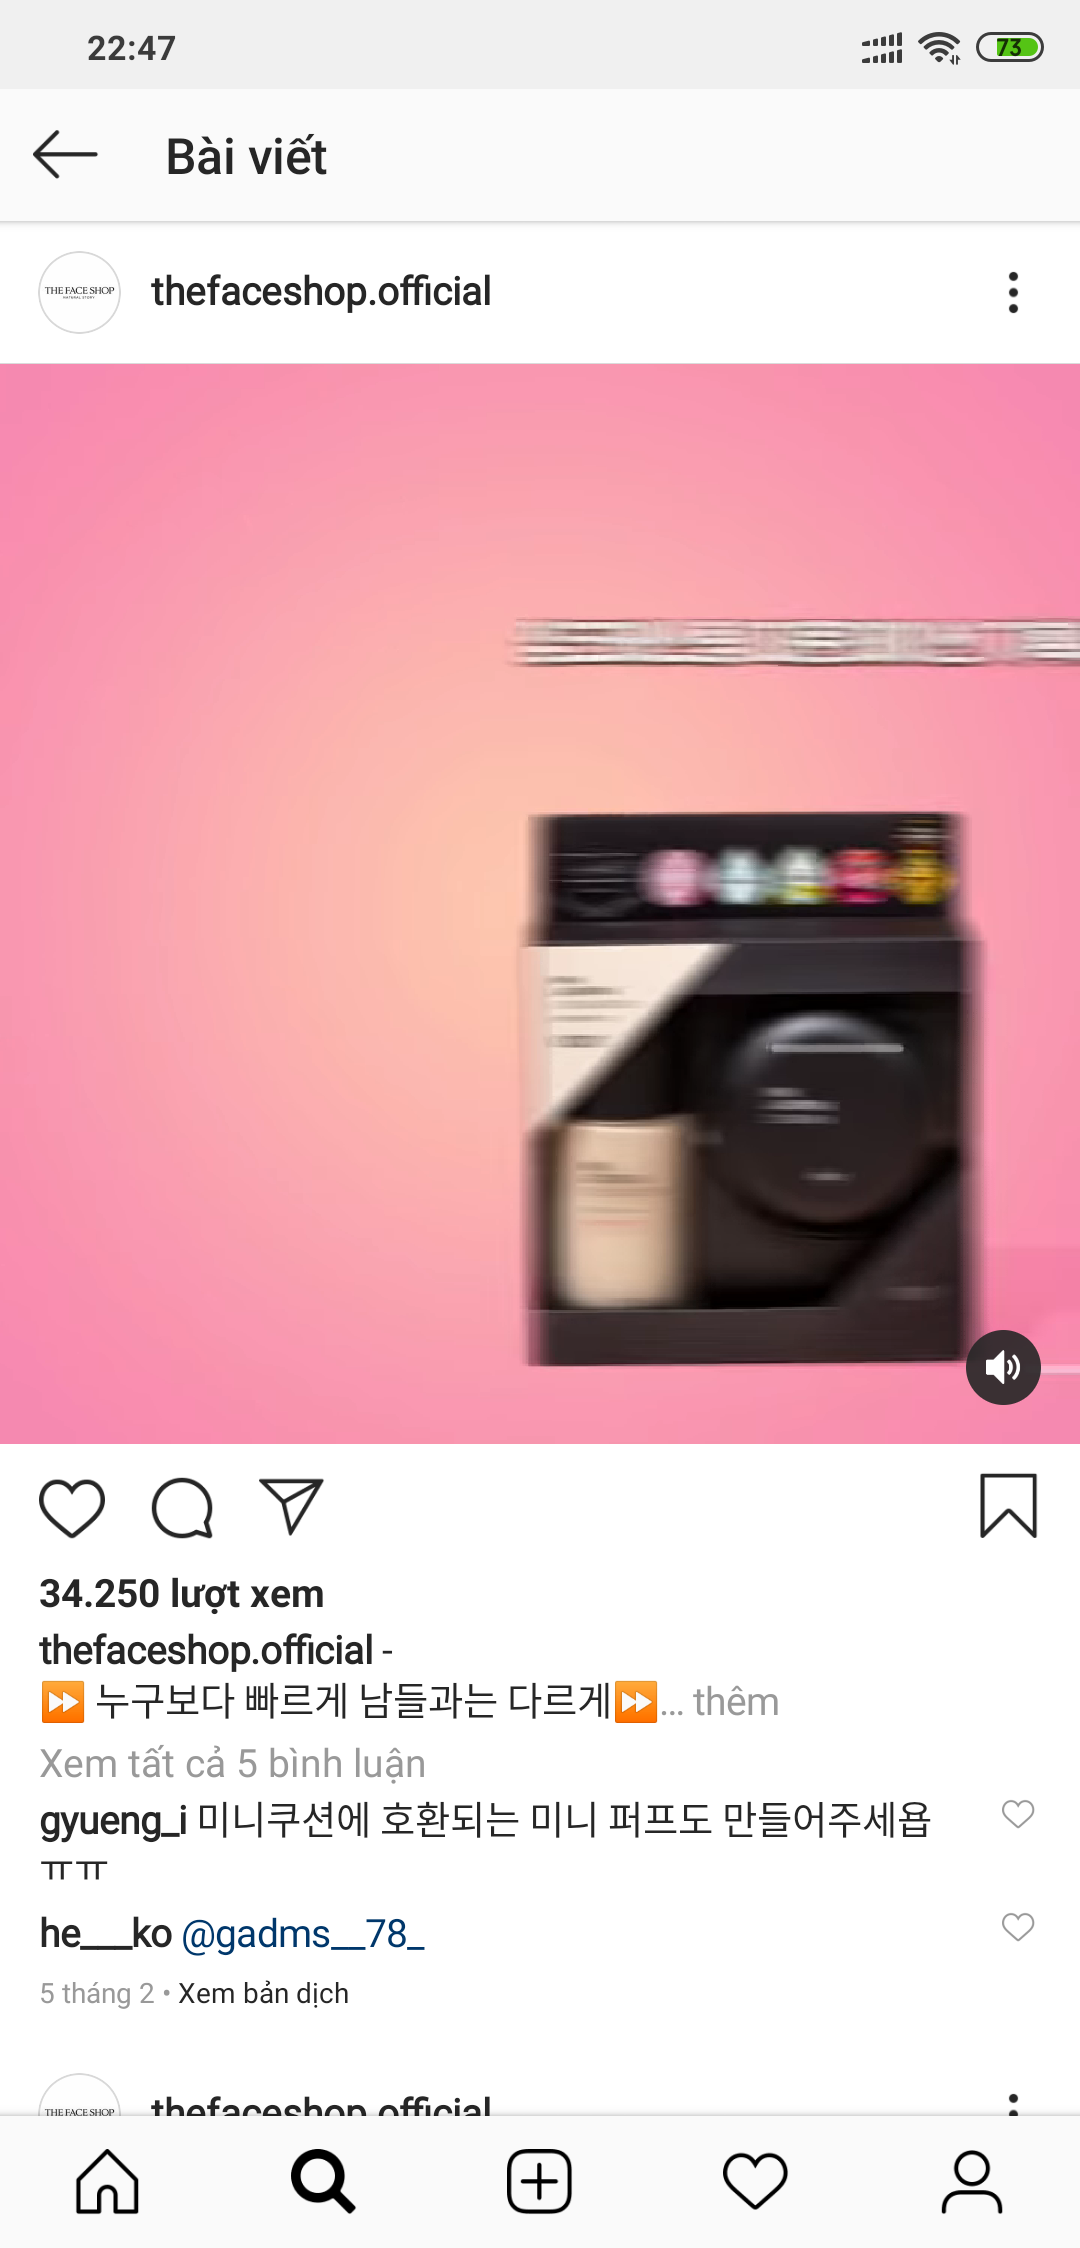 22:47
73
Bài viết
THE FACE SHOP
thefaceshop.official
34.250 lượt xem
thefaceshop.official -
⏩ 누구보다 빠르게 남들과는 다르게⏩... thêm
Xem tất cả 5 bình luận
gyueng_i 미니쿠션에 호환되는 미니 퍼프도 만들어주세욥
ㅠㅠ
he___ko @gadms__78_
5 tháng 2 • Xem bản dịch
THE FACE SHOP
thefaceshop.official